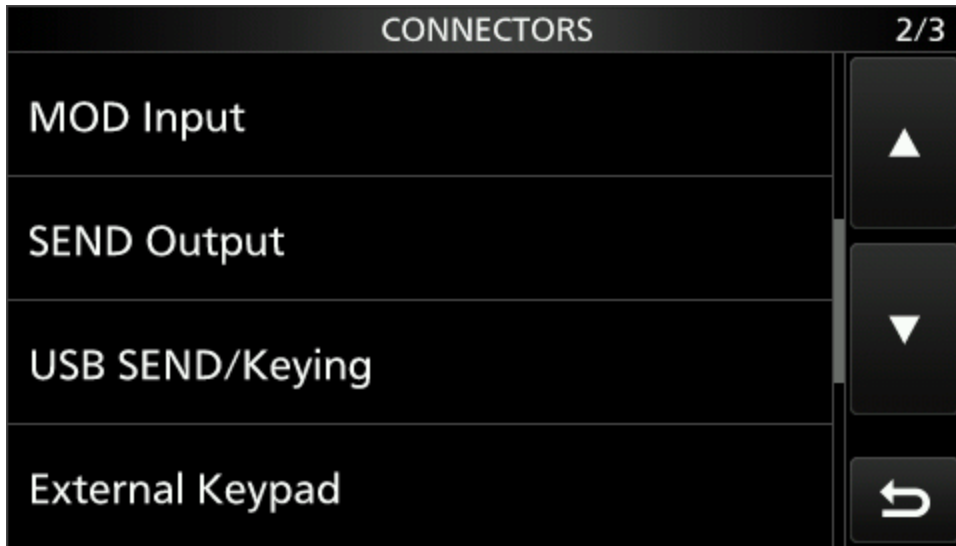 CONNECTORS 2/3
MOD Input
SEND Output
USB SEND/Keying
External Keypad